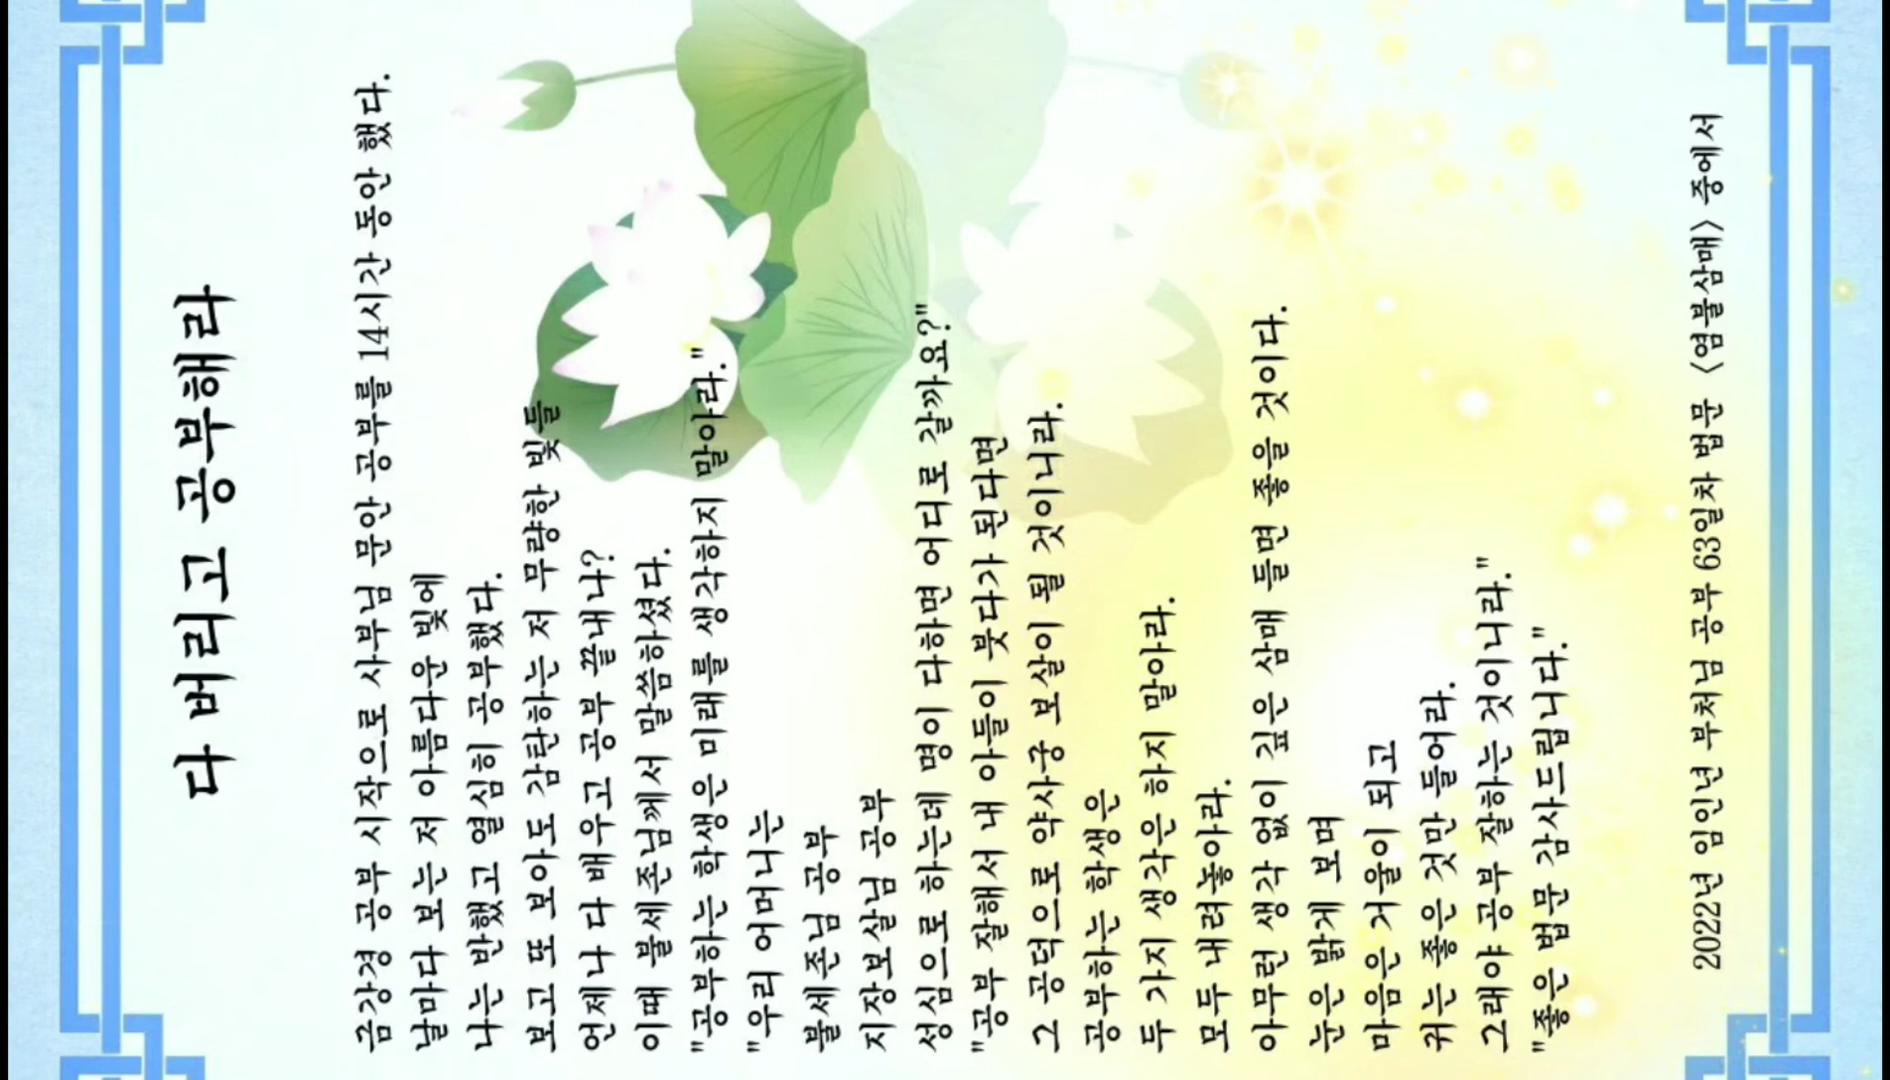 다 버리고 공부해라
금강경 공부 시작으로 사부님 문안 공부를 14시간 동안 했다.
날마다 보는 저 아름다운 빛에
나는 반했고 열심히 공부했다.
보고 또 보아도 감탄하는 저 무량한 빛들
언제나 다 배우고 공부 끝내나?
이때 불세존님께서 말씀하셨다.
"공부하는 학생은 미래를 생각하지 말아라."
"우리 어머니는
불세존님 공부
지장보살님 공부
성심으로 하는데 명이 다하면 어디로 갈까요?"
"공부 잘해서 내 아들이 붓다가 된다면
그 공덕으로 약사궁 보살이 될 것이니라.
공부하는 학생은
두 가지 생각은 하지 말아라.
모두 내려놓아라.
아무런 생각 없이 깊은 삼매 들면 좋을 것이다.
눈은 밝게 보며
마음은 거울이 되고
귀는 좋은 것만 들어라.
그래야 공부 잘하는 것이니라."
"좋은 법문 감사드립니다."
2022년 임인년 부처님 공부 63일차 법문 〈염불삼매〉 중에서